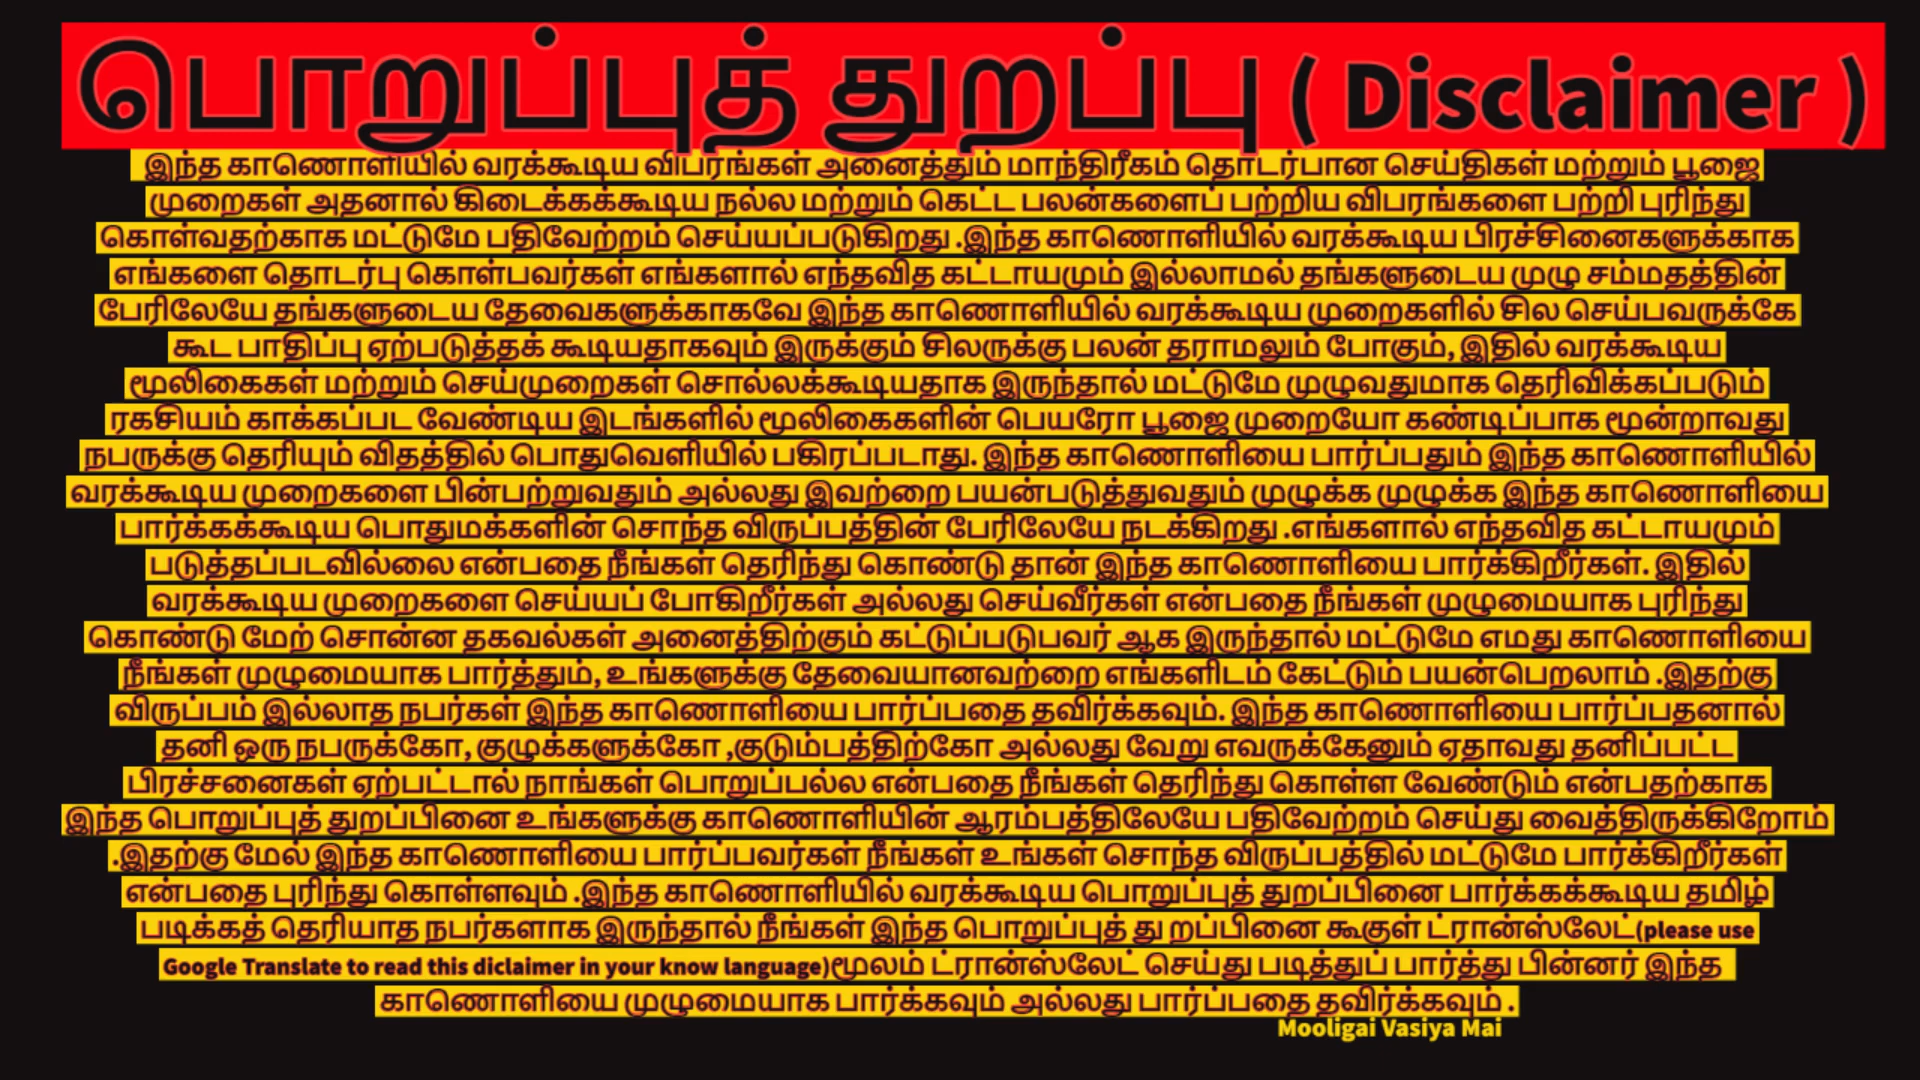 பொறுப்புத் துறப்பு ( Disclaimer )
இந்த காணொளியில் வரக்கூடிய விபரங்கள் அனைத்தும் மாந்திரீகம் தொடர்பான செய்திகள் மற்றும் பூஜை
முறைகள் அதனால் கிடைக்கக்கூடிய நல்ல மற்றும் கெட்ட பலன்களைப் பற்றிய விபரங்களை பற்றி புரிந்து
கொள்வதற்காக மட்டுமே பதிவேற்றம் செய்யப்படுகிறது .இந்த காணொளியில் வரக்கூடிய பிரச்சினைகளுக்காக
எங்களை தொடர்பு கொள்பவர்கள் எங்களால் எந்தவித கட்டாயமும் இல்லாமல் தங்களுடைய முழு சம்மதத்தின்
பேரிலேயே தங்களுடைய தேவைகளுக்காகவே இந்த காணொளியில் வரக்கூடிய முறைகளில் சில செய்பவருக்கே
கூட பாதிப்பு ஏற்படுத்தக் கூடியதாகவும் இருக்கும் சிலருக்கு பலன் தராமலும் போகும், இதில் வரக்கூடிய
மூலிகைகள் மற்றும் செய்முறைகள் சொல்லக்கூடியதாக இருந்தால் மட்டுமே முழுவதுமாக தெரிவிக்கப்படும்
ரகசியம் காக்கப்பட வேண்டிய இடங்களில் மூலிகைகளின் பெயரோ பூஜை முறையோ கண்டிப்பாக மூன்றாவது
நபருக்கு தெரியும் விதத்தில் பொதுவெளியில் பகிரப்படாது. இந்த காணொளியை பார்ப்பதும் இந்த காணொளியில்
வரக்கூடிய முறைகளை பின்பற்றுவதும் அல்லது இவற்றை பயன்படுத்துவதும் முழுக்க முழுக்க இந்த காணொளியை
பார்க்கக்கூடிய பொதுமக்களின் சொந்த விருப்பத்தின் பேரிலேயே நடக்கிறது .எங்களால் எந்தவித கட்டாயமும்
படுத்தப்படவில்லை என்பதை நீங்கள் தெரிந்து கொண்டு தான் இந்த காணொளியை பார்க்கிறீர்கள். இதில்
வரக்கூடிய முறைகளை செய்யப் போகிறீர்கள் அல்லது செய்வீர்கள் என்பதை நீங்கள் முழுமையாக புரிந்து
கொண்டு மேற் சொன்ன தகவல்கள் அனைத்திற்கும் கட்டுப்படுபவர் ஆக இருந்தால் மட்டுமே எமது காணொளியை
நீங்கள் முழுமையாக பார்த்தும், உங்களுக்கு தேவையானவற்றை எங்களிடம் கேட்டும் பயன்பெறலாம் .இதற்கு
விருப்பம் இல்லாத நபர்கள் இந்த காணொளியை பார்ப்பதை தவிர்க்கவும். இந்த காணொளியை பார்ப்பதனால்
தனி ஒரு நபருக்கோ, குழுக்களுக்கோ ,குடும்பத்திற்கோ அல்லது வேறு எவருக்கேனும் ஏதாவது தனிப்பட்ட
பிரச்சனைகள் ஏற்பட்டால் நாங்கள் பொறுப்பல்ல என்பதை நீங்கள் தெரிந்து கொள்ள வேண்டும் என்பதற்காக
இந்த பொறுப்புத் துறப்பினை உங்களுக்கு காணொளியின் ஆரம்பத்திலேயே பதிவேற்றம் செய்து வைத்திருக்கிறோம்
.இதற்கு மேல் இந்த காணொளியை பார்ப்பவர்கள் நீங்கள் உங்கள் சொந்த விருப்பத்தில் மட்டுமே பார்க்கிறீர்கள்
என்பதை புரிந்து கொள்ளவும் .இந்த காணொளியில் வரக்கூடிய பொறுப்புத் துறப்பினை பார்க்கக்கூடிய தமிழ்
படிக்கத் தெரியாத நபர்களாக இருந்தால் நீங்கள் இந்த பொறுப்புத் து றப்பினை கூகுள் ட்ரான்ஸ்லேட்(please use
Google Translate to read this diclaimer in your know language)மூலம் ட்ரான்ஸ்லேட் செய்து படித்துப் பார்த்து பின்னர் இந்த
காணொளியை முழுமையாக பார்க்கவும் அல்லது பார்ப்பதை தவிர்க்கவும் .
Mooligai Vasiya Mai